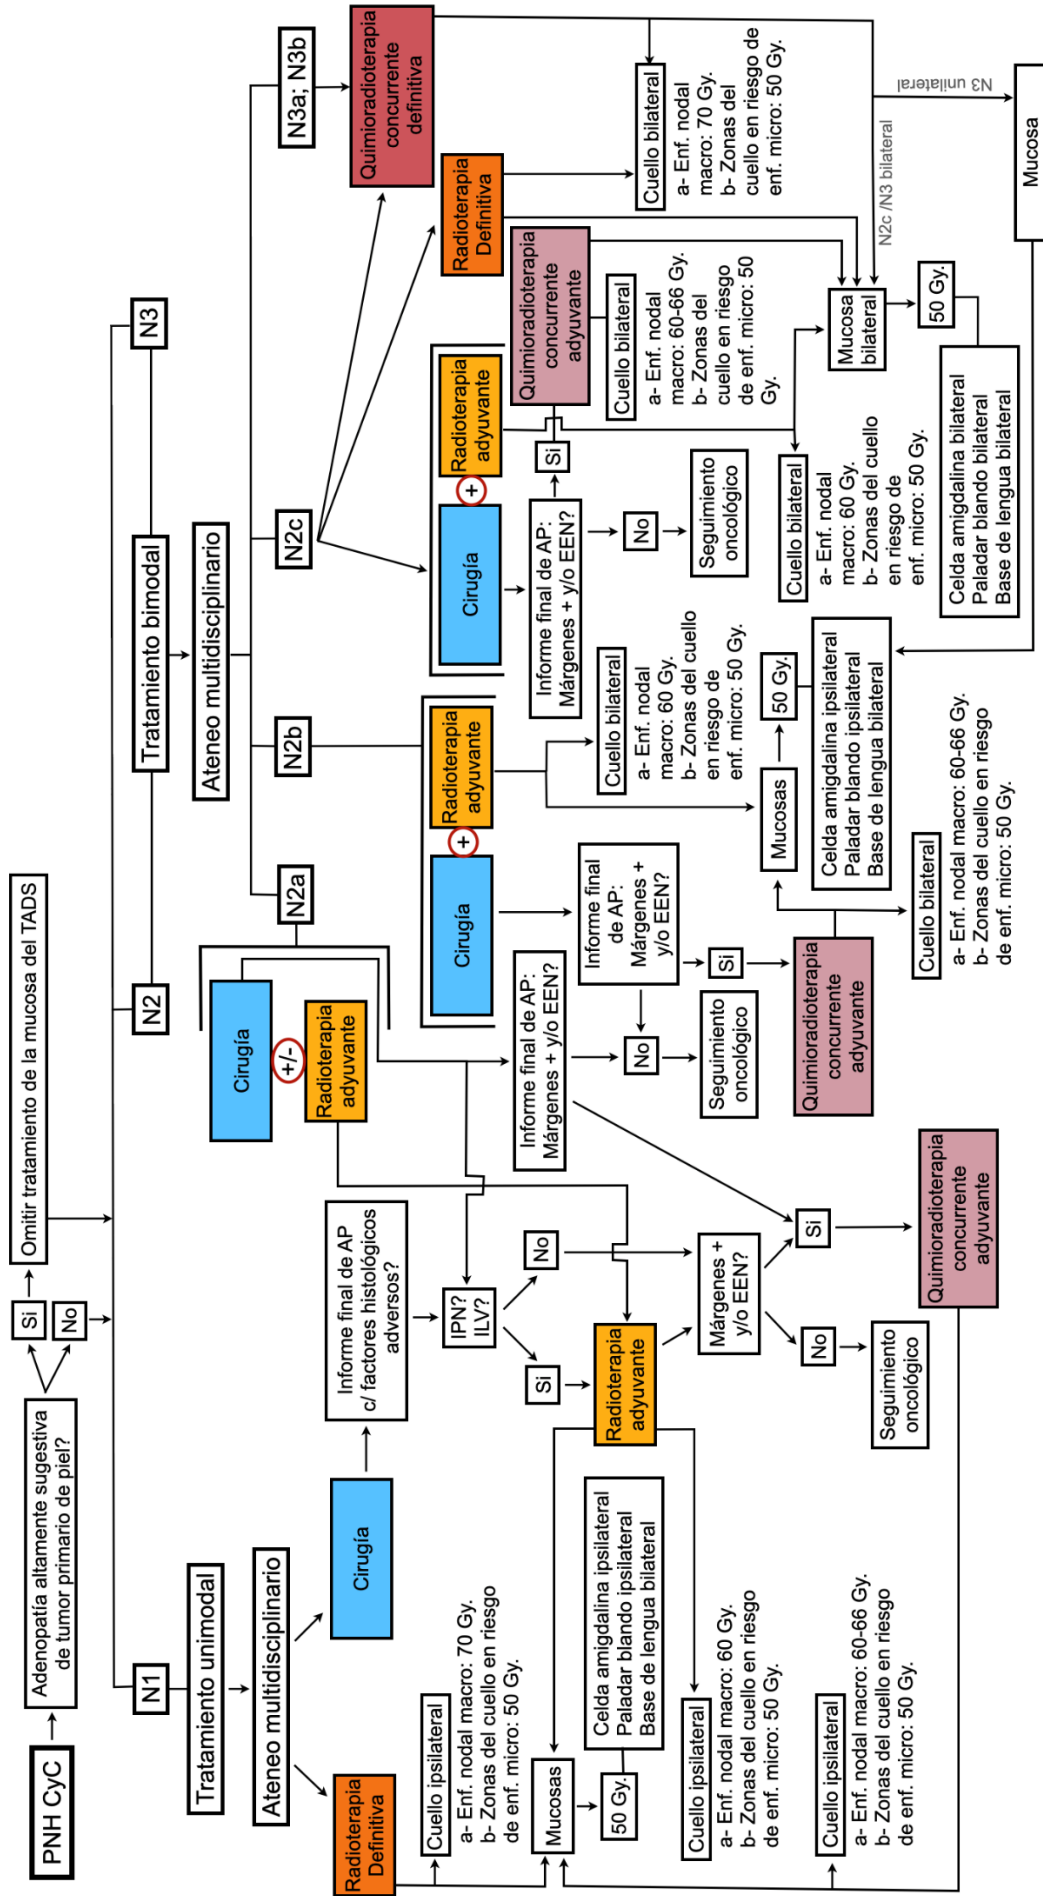 PNH CyC
Adenopatía altamente sugestiva
de tumor primario de piel?
Si
No
Omitir tratamiento de la mucosa del TADS
N1
N2
N3
Tratamiento unimodal
Ateneo multidisciplinario
Radioterapia
Definitiva
Cirugía
Cuello ipsilateral
a- Enf. nodal macro: 70 Gy.
b- Zonas del cuello en riesgo
de enf. micro: 50 Gy.
Mucosas
50 Gy.
Celda amigdalina ipsilateral
Paladar blando ipsilateral
Base de lengua bilateral
Cuello ipsilateral
a- Enf. nodal macro: 60 Gy.
b- Zonas del cuello en riesgo
de enf. micro: 50 Gy.
Cuello ipsilateral
a- Enf. nodal macro: 60-66 Gy.
b- Zonas del cuello en riesgo
de enf. micro: 50 Gy.
Informe final de AP
c/ factores histológicos
adversos?
IPN?
ILV?
Si
No
Radioterapia
adyuvante
Márgenes +
y/o EEN?
No
Si
Seguimiento
oncológico
Quimioradioterapia
concurrente
adyuvante
Tratamiento bimodal
Ateneo multidisciplinario
N2a
N2b
N2c
N3a; N3b
Cirugía
+/-
Radioterapia
adyuvante
Informe final de AP:
Márgenes + y/o EEN?
No
Seguimiento
oncológico
Cirugía
+
Radioterapia
adyuvante
Informe final
de AP:
Márgenes +
y/o EEN?
Si
Quimioradioterapia
concurrente
adyuvante
Cuello bilateral
a- Enf. nodal
macro: 60 Gy.
b- Zonas del cuello
en riesgo de
enf. micro: 50 Gy.
Mucosas
50 Gy.
Celda amigdalina ipsilateral
Paladar blando ipsilateral
Base de lengua bilateral
Cuello bilateral
a- Enf. nodal macro: 60-66 Gy.
b- Zonas del cuello en riesgo
de enf. micro: 50 Gy.
Cirugía
+
Radioterapia
adyuvante
Informe final de AP:
Márgenes + y/o EEN?
Si
No
Seguimiento
oncológico
Quimioradioterapia
concurrente
adyuvante
Cuello bilateral
a- Enf. nodal
macro: 60-66 Gy.
b- Zonas del
cuello en riesgo
de enf. micro: 50
Gy.
Cuello bilateral
a- Enf. nodal
macro: 60 Gy.
b- Zonas del cuello
en riesgo de
enf. micro: 50 Gy.
Radioterapia
Definitiva
Quimioradioterapia
concurrente
definitiva
Cuello bilateral
a- Enf. nodal
macro: 70 Gy.
b- Zonas del
cuello en riesgo de
enf. micro: 50 Gy.
N2c /N3 bilateral
N3 unilateral
Mucosa
bilateral
50 Gy.
Celda amigdalina bilateral
Paladar blando bilateral
Base de lengua bilateral
Mucosa